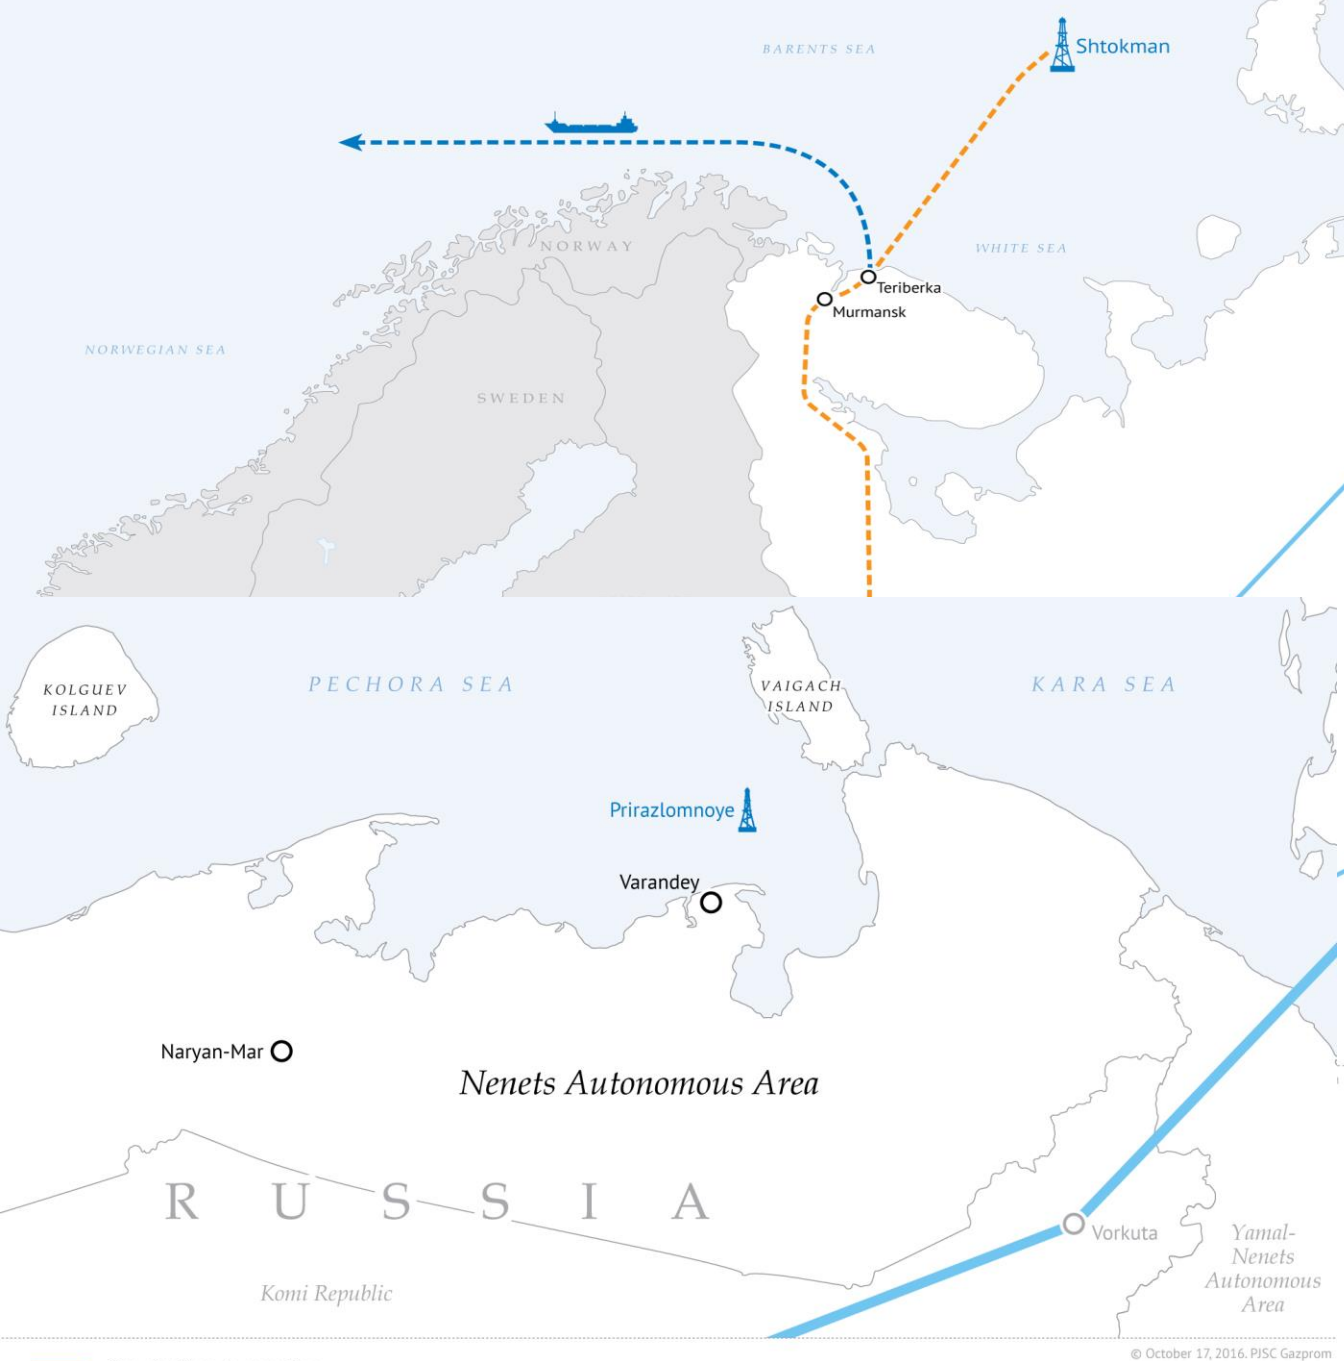 BARENTS SEA
Shtokman
NORWAY
WHITE SEA
Teriberka
Murmansk
NORWEGIAN SEA
SWEDEN
KOLGUEV
ISLAND
PECHORA SEA
VAIGACH
ISLAND
KARA SEA
Prirazlomnoye
Varandey
Naryan-Mar
Nenets Autonomous Area
RUSSIA
Vorkuta
Yamal-
Nenets
Autonomous
Area
Komi Republic
© October 17, 2016. PJSC Gazprom